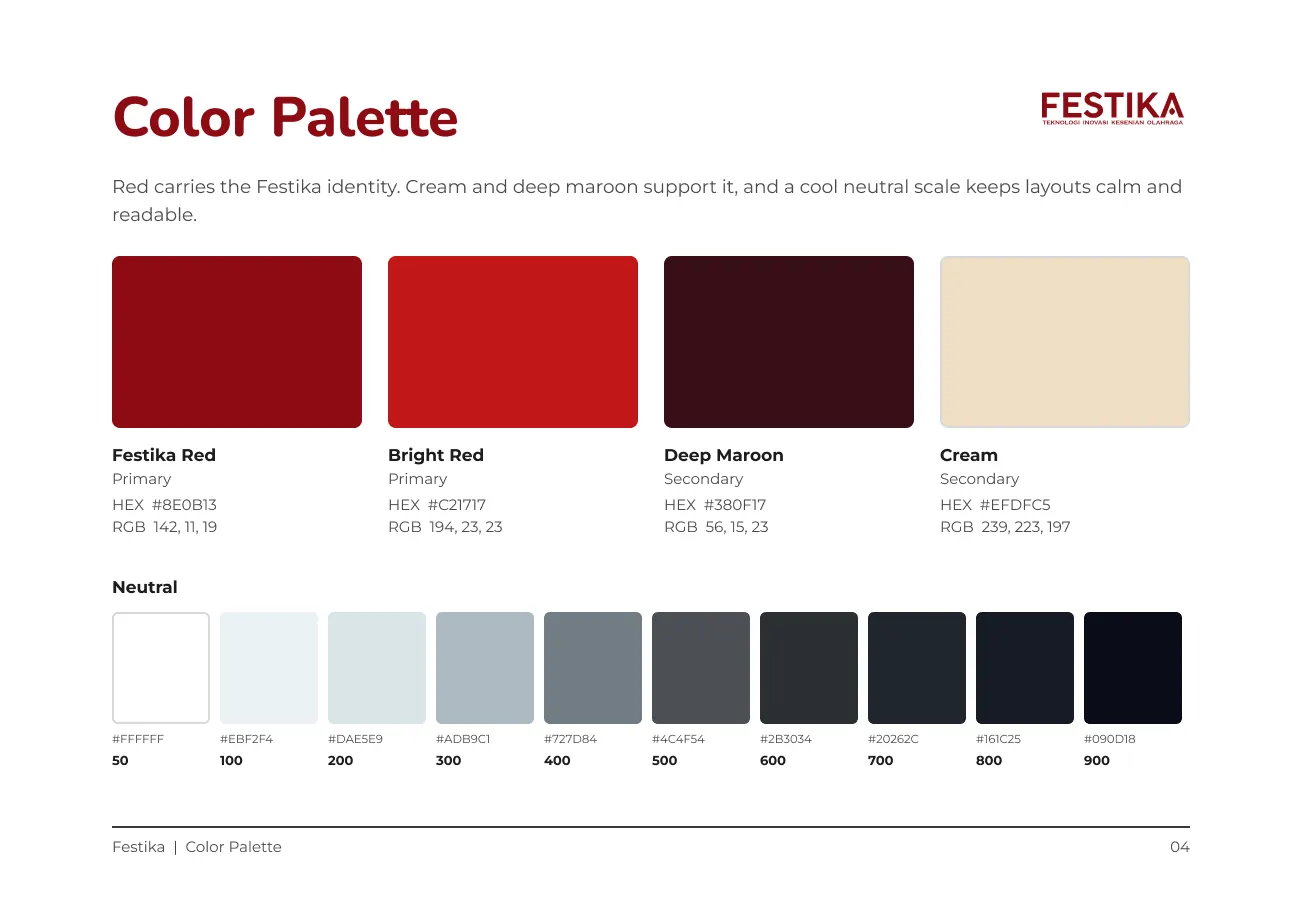 Color Palette
FESTIKA
TEKNOLOGI INOVASI KESENIAN OLAHRAGA
Red carries the Festika identity. Cream and deep maroon support it, and a cool neutral scale keeps layouts calm and
readable.
Festika Red
Primary
HEX #8E0B13
RGB 142, 11, 19
Bright Red
Primary
HEX #C21717
RGB 194, 23, 23
Deep Maroon
Secondary
HEX #380F17
RGB 56, 15, 23
Cream
Secondary
HEX #EFDFC5
RGB 239, 223, 197
Neutral
#FFFFFF
50
#EBF2F4
100
#DAE5E9
200
#ADB9C1
300
#727D84
400
#4C4F54
500
#2B3034
600
#20262C
700
#161C25
800
#090D18
900
Festika | Color Palette
04